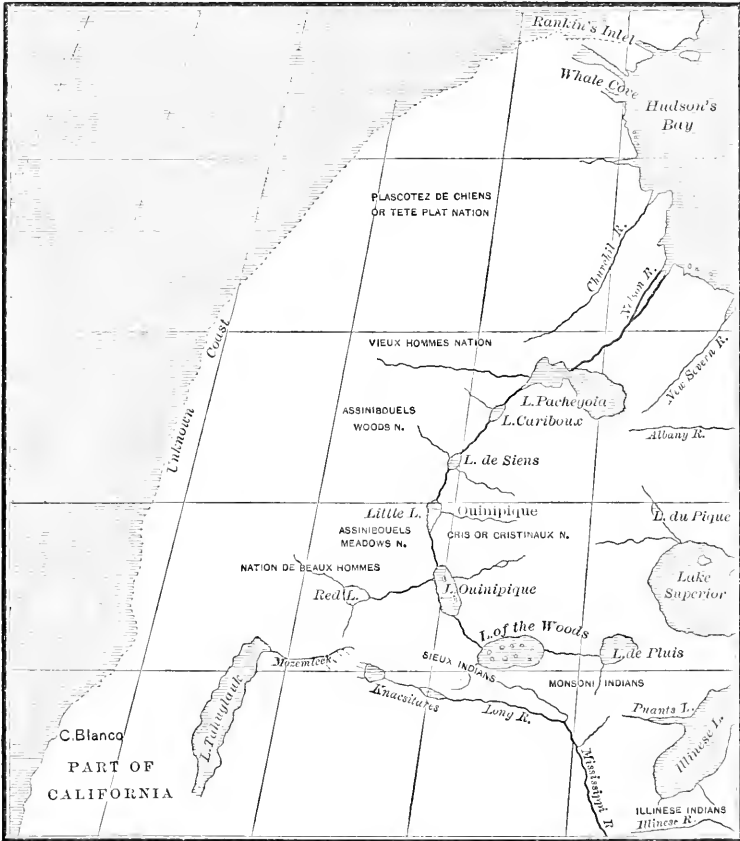 Rankin's Inlet
Whale Cove
Hudson's
Bay
PLASCOTEZ DE CHIENS
OR TETE PLAT NATION
Churchil R.
Nelson R.
Unknown Coast
VIEUX HOMMES NATION
New Severn R.
L. Pachegoia
L. Cariboux
ASSINIBOUELS
WOODS N.
Albany R.
L. de Siens
Little L. Ouinipique
L. du Pique
ASSINIBOUELS
MEADOWS N.
CRIS OR CRISTINAUX N.
NATION DE BEAUX HOMMES
Red L.
L. Ouinipique
Lake
Superior
L. of the Woods
L. de Pluis
SIEUX INDIANS
MONSONI INDIANS
Mozemleek
L. Tahuglauk
Knacsitares
Long R.
Puants L.
Illinese L.
C. Blanco
PART OF
CALIFORNIA
Mississippi R
ILLINESE INDIANS
Illinese R.